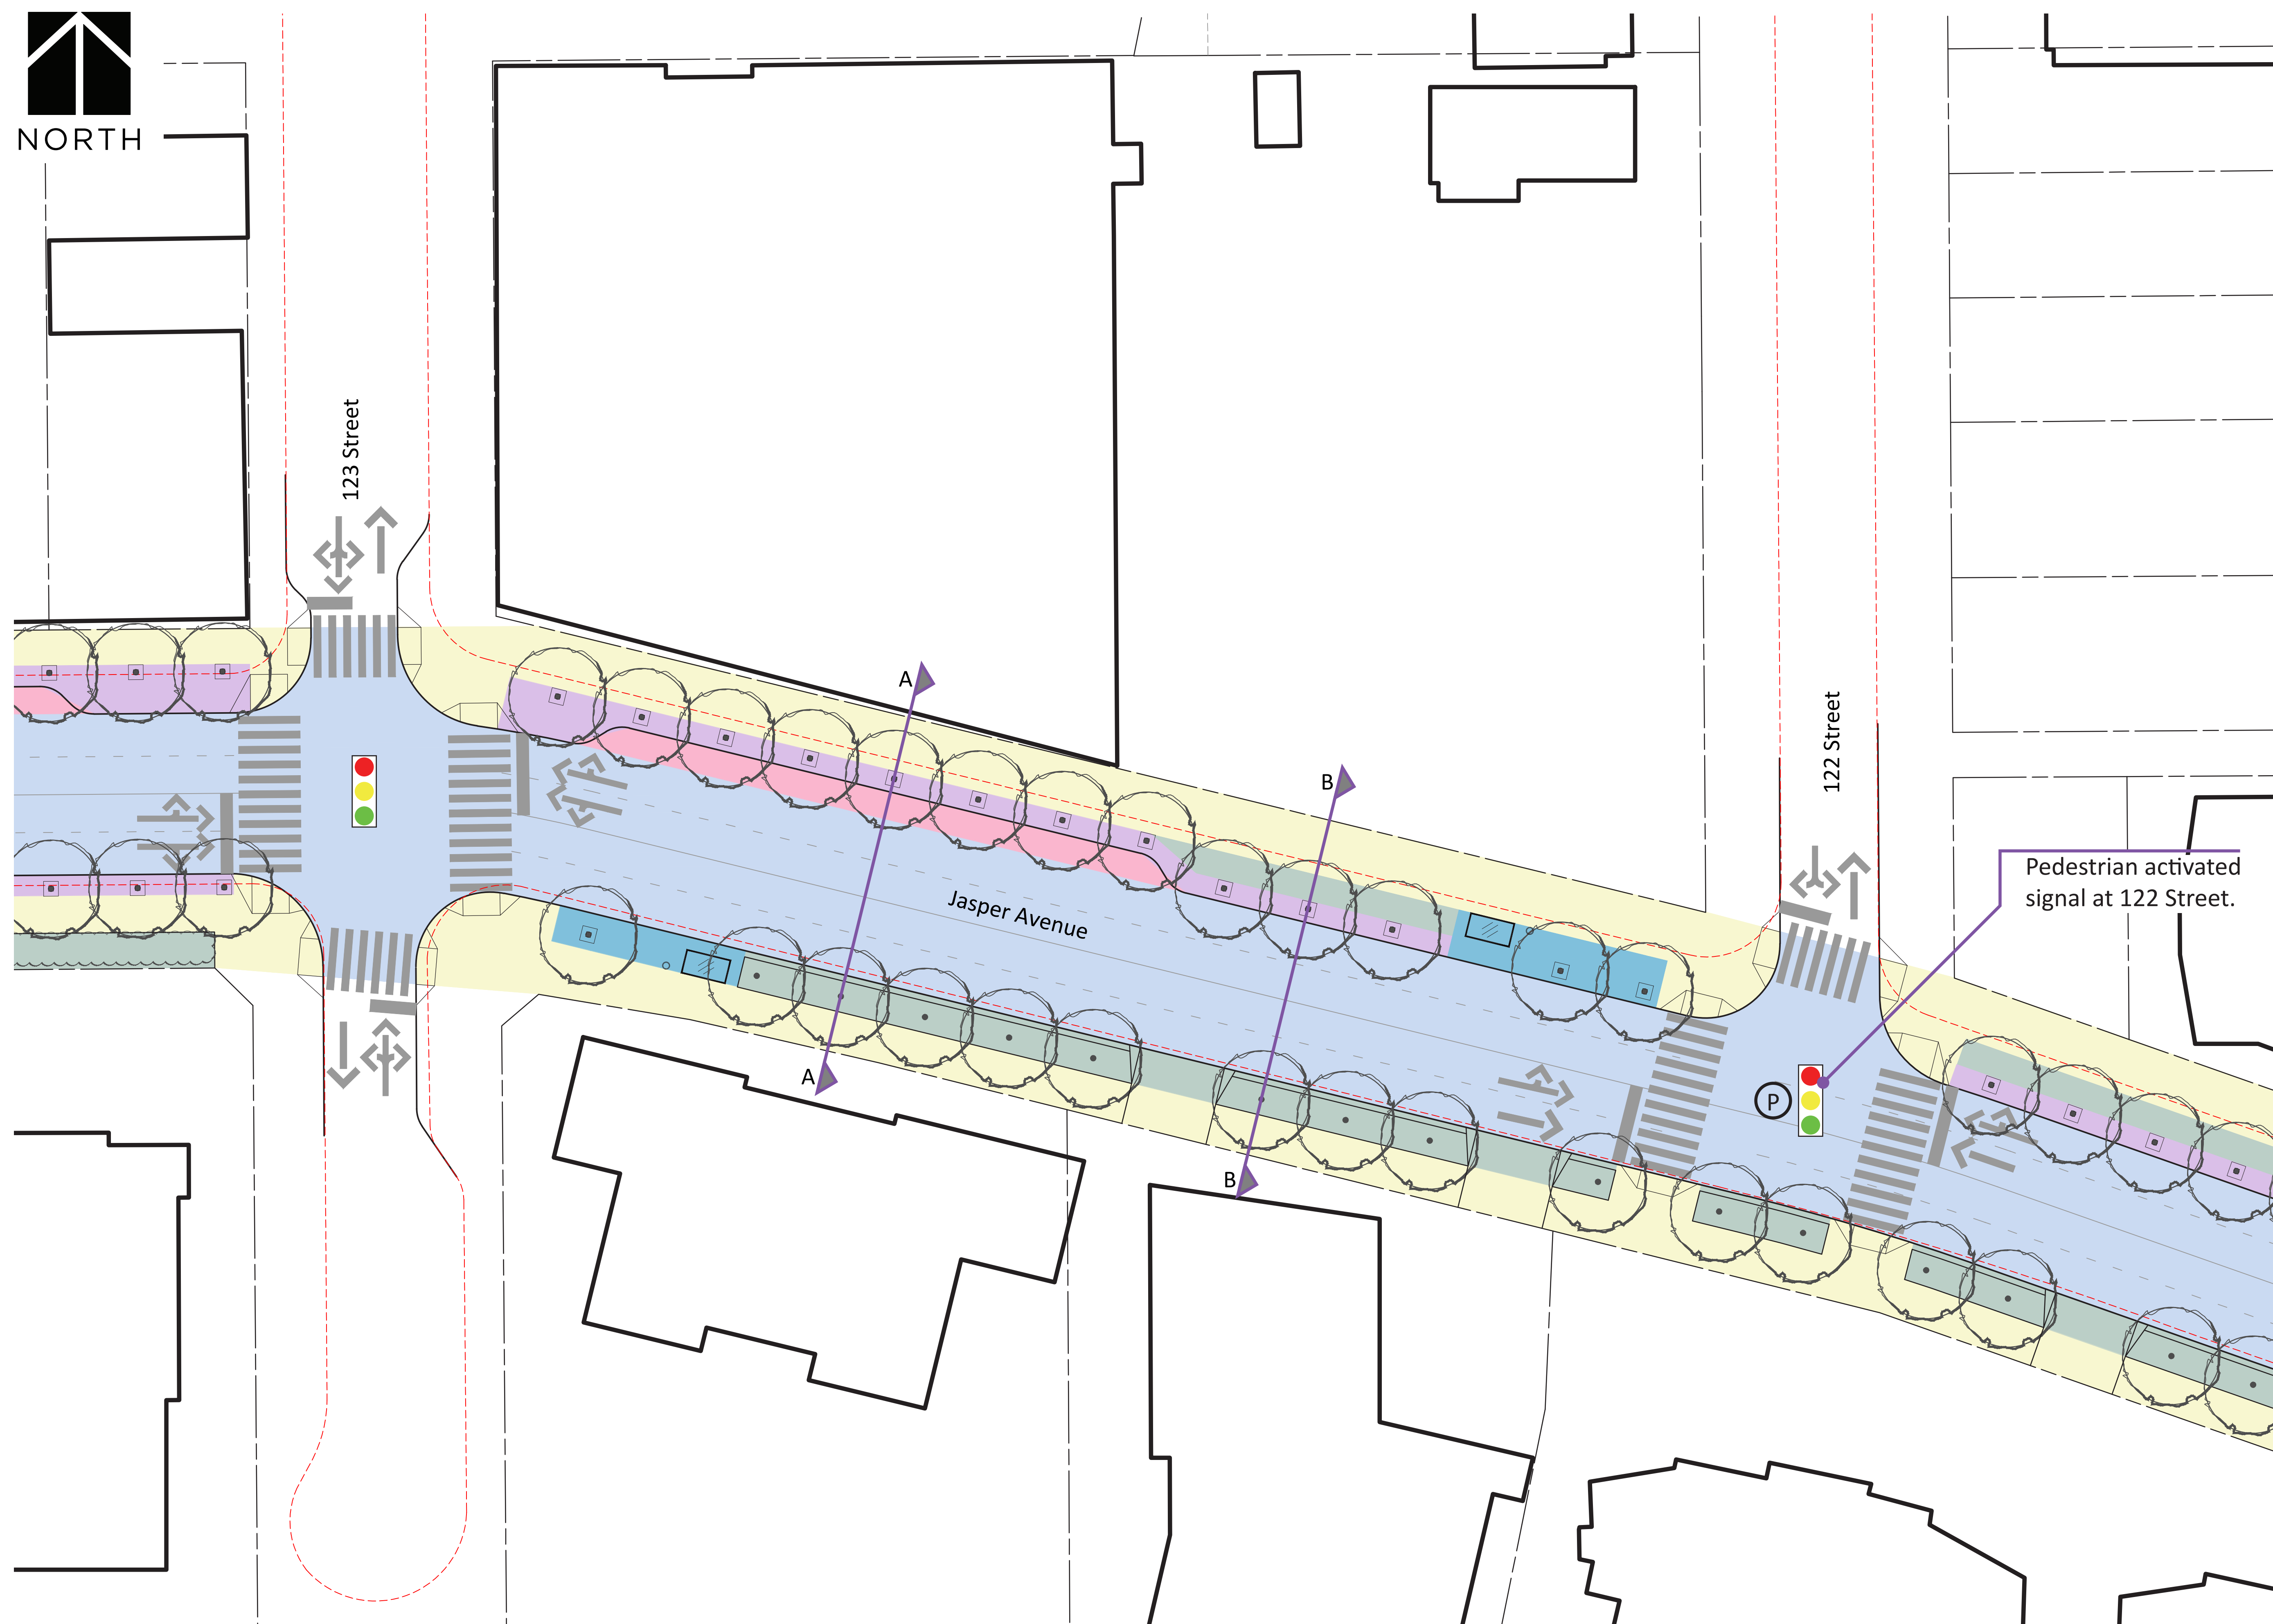 NORTH
123 Street
A
B
122 Street
Pedestrian activated
signal at 122 Street.
Jasper Avenue
A
P
B